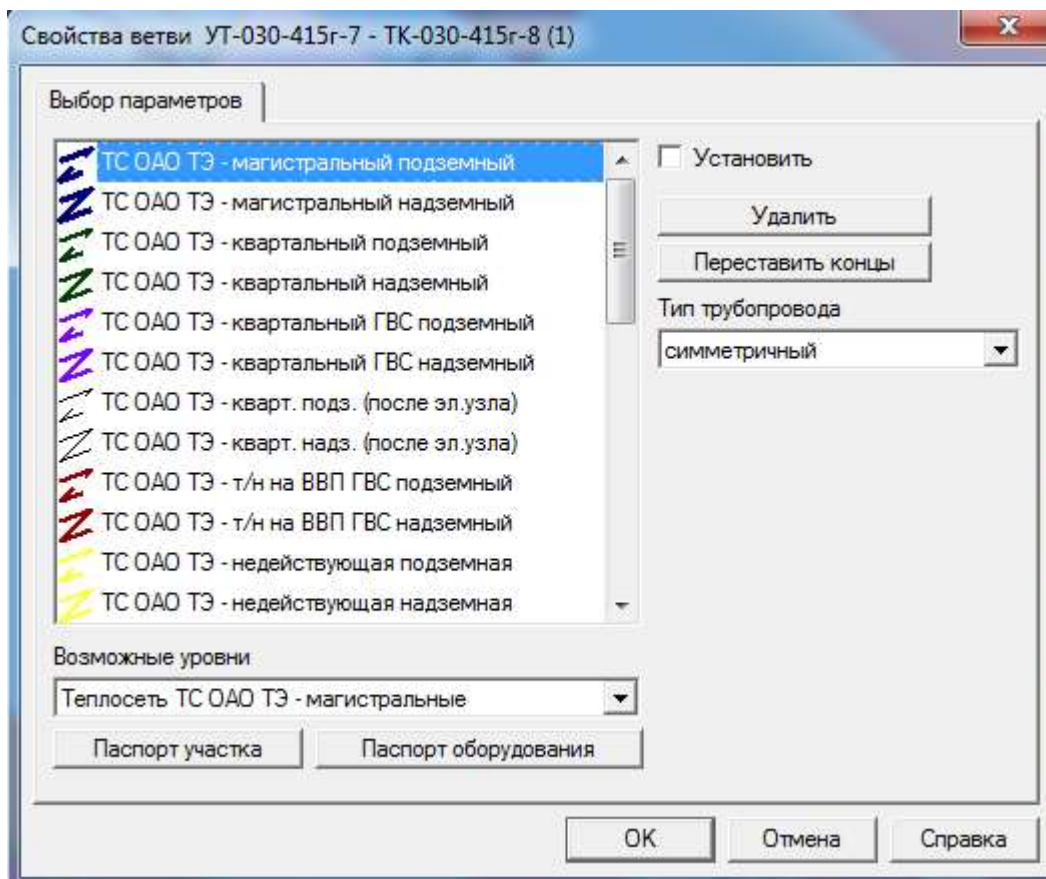 Свойства ветви УТ-030-415г-7 - ТК-030-415г-8 (1)
Выбор параметров
ТС ОАО ТЭ - магистральный подземный
ТС ОАО ТЭ - магистральный надземный
ТС ОАО ТЭ - квартальный подземный
ТС ОАО ТЭ - квартальный надземный
ТС ОАО ТЭ - квартальный ГВС подземный
ТС ОАО ТЭ - квартальный ГВС надземный
ТС ОАО ТЭ - кварт. подз. (после эл.узла)
ТС ОАО ТЭ - кварт. надз. (после эл.узла)
ТС ОАО ТЭ - т/н на ВВП ГВС подземный
ТС ОАО ТЭ - т/н на ВВП ГВС надземный
ТС ОАО ТЭ - недействующая подземная
ТС ОАО ТЭ - недействующая надземная
Установить
Удалить
Переставить концы
Тип трубопровода
симметричный
Возможные уровни
Теплосеть ТС ОАО ТЭ - магистральные
Паспорт участка
Паспорт оборудования
OK
Отмена
Справка